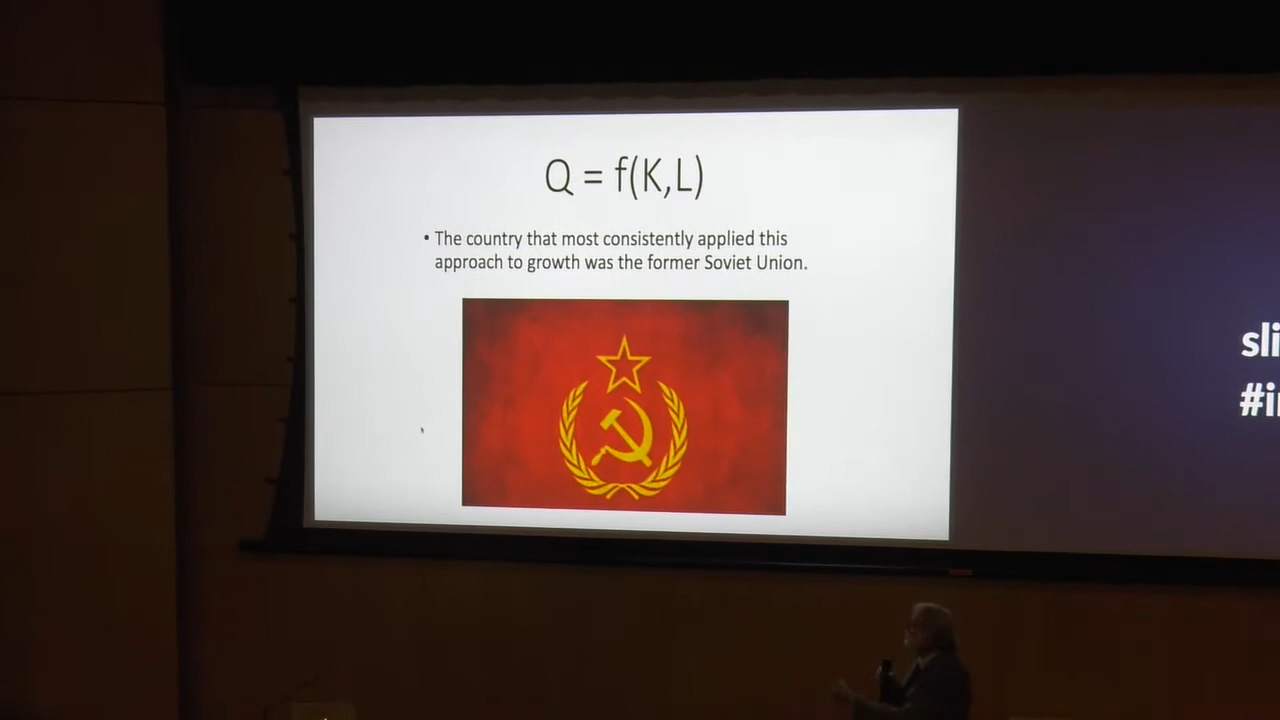 Q = f(K,L)
• The country that most consistently applied this
approach to growth was the former Soviet Union.